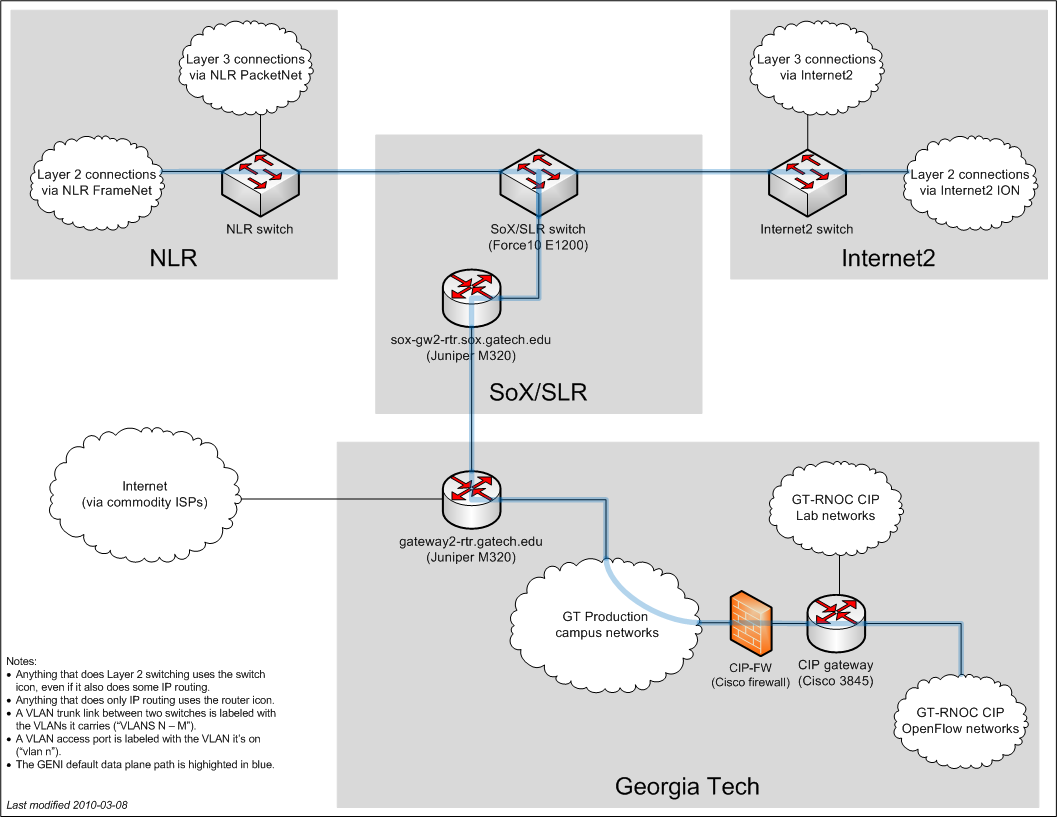 Layer 3 connections
via NLR PacketNet
Layer 3 connections
via Internet2
Layer 2 connections
via NLR FrameNet
Layer 2 connections
via Internet2 ION
NLR switch
SoX/SLR switch
(Force10 E1200)
Internet2 switch
NLR
Internet2
sox-gw2-rtr.sox.gatech.edu
(Juniper M320)
SoX/SLR
Internet
(via commodity ISPs)
gateway2-rtr.gatech.edu
(Juniper M320)
GT-RNOC CIP
Lab networks
GT Production
campus networks
CIP-FW
(Cisco firewall)
CIP gateway
(Cisco 3845)
GT-RNOC CIP
OpenFlow networks
Georgia Tech
Notes:
• Anything that does Layer 2 switching uses the switch
icon, even if it also does some IP routing.
• Anything that does only IP routing uses the router icon.
• A VLAN trunk link between two switches is labeled with
the VLANs it carries (“VLANS N – M”).
• A VLAN access port is labeled with the VLAN it’s on
(“vlan n”).
• The GENI default data plane path is highighted in blue.
Last modified 2010-03-08